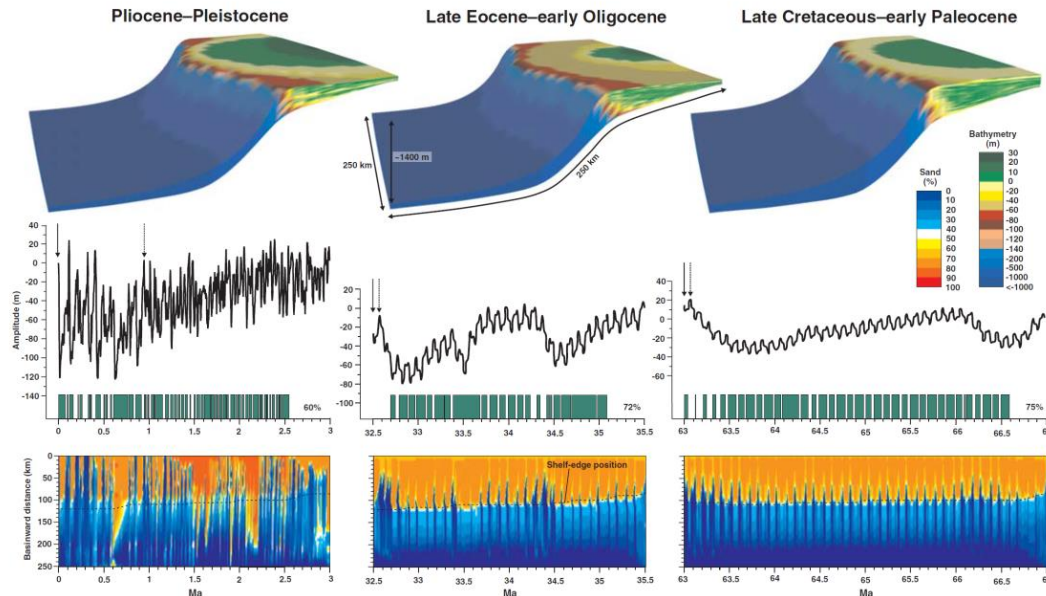 Pliocene–Pleistocene
Late Eocene–early Oligocene
Late Cretaceous–early Paleocene
250 km
~1400 m
250 km
Sand
(%)
0
10
20
30
40
50
60
70
80
90
100
Bathymetry
(m)
30
20
10
0
-20
-40
-60
-100
-120
-140
-200
-500
-1000
<-1000
Amplitude (m)
40
20
0
-20
-40
-60
-80
-100
-120
-140
60%
0 0.5 1 1.5 2 2.5 3
40
20
0
-20
-40
-60
-80
-100
72%
32.5 33 33.5 34 34.5 35 35.5
40
20
0
-20
-40
-60
75%
63 63.5 64 64.5 65 65.5 66 66.5
Basinward distance (km)
0
50
100
150
200
250
Shelf-edge position
0 0.5 1 1.5 2 2.5 3
Ma
32.5 33 33.5 34 34.5 35 35.5
Ma
63 63.5 64 64.5 65 65.5 66 66.5
Ma